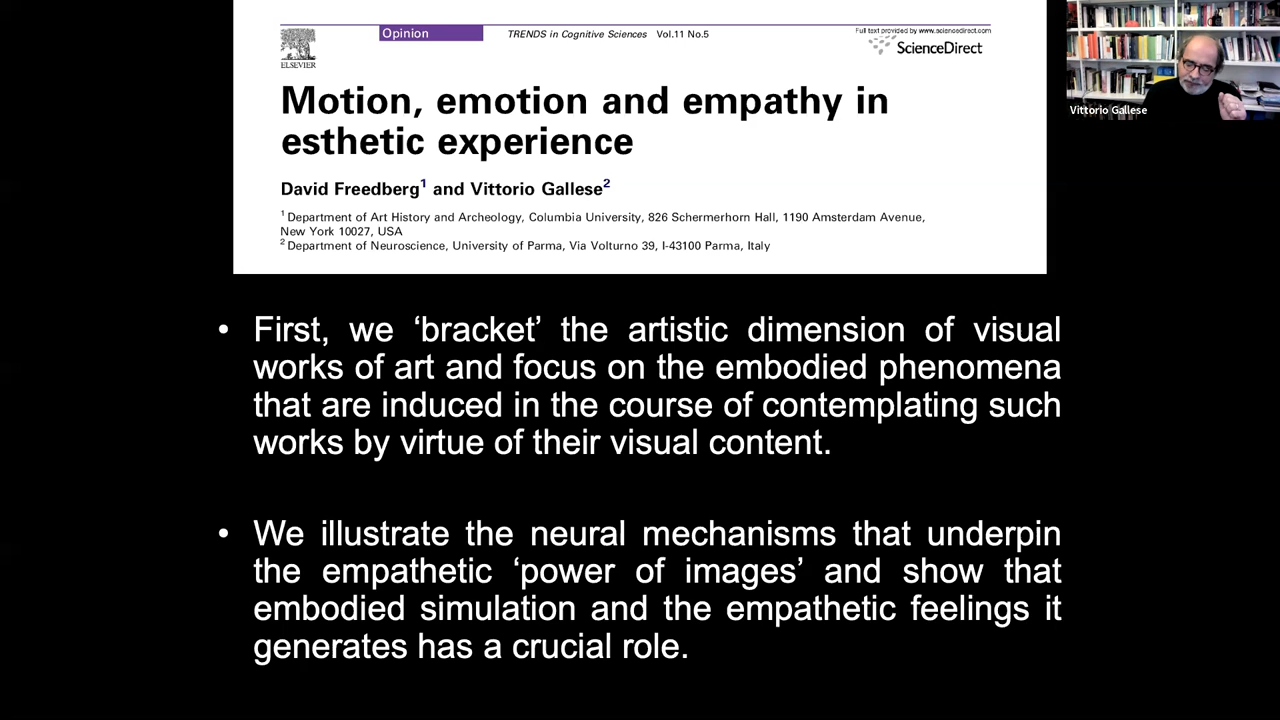 Opinion
TRENDS in Cognitive Sciences Vol.11 No.5
Full text provided by www.sciencedirect.com
ELSEVIER
ScienceDirect
Motion, emotion and empathy in
esthetic experience
David Freedberg1 and Vittorio Gallese2
1 Department of Art History and Archeology, Columbia University, 826 Schermerhorn Hall, 1190 Amsterdam Avenue,
New York 10027, USA
2 Department of Neuroscience, University of Parma, Via Volturno 39, I-43100 Parma, Italy
Vittorio Gallese
• First, we ‘bracket’ the artistic dimension of visual
works of art and focus on the embodied phenomena
that are induced in the course of contemplating such
works by virtue of their visual content.
• We illustrate the neural mechanisms that underpin
the empathetic ‘power of images’ and show that
embodied simulation and the empathetic feelings it
generates has a crucial role.